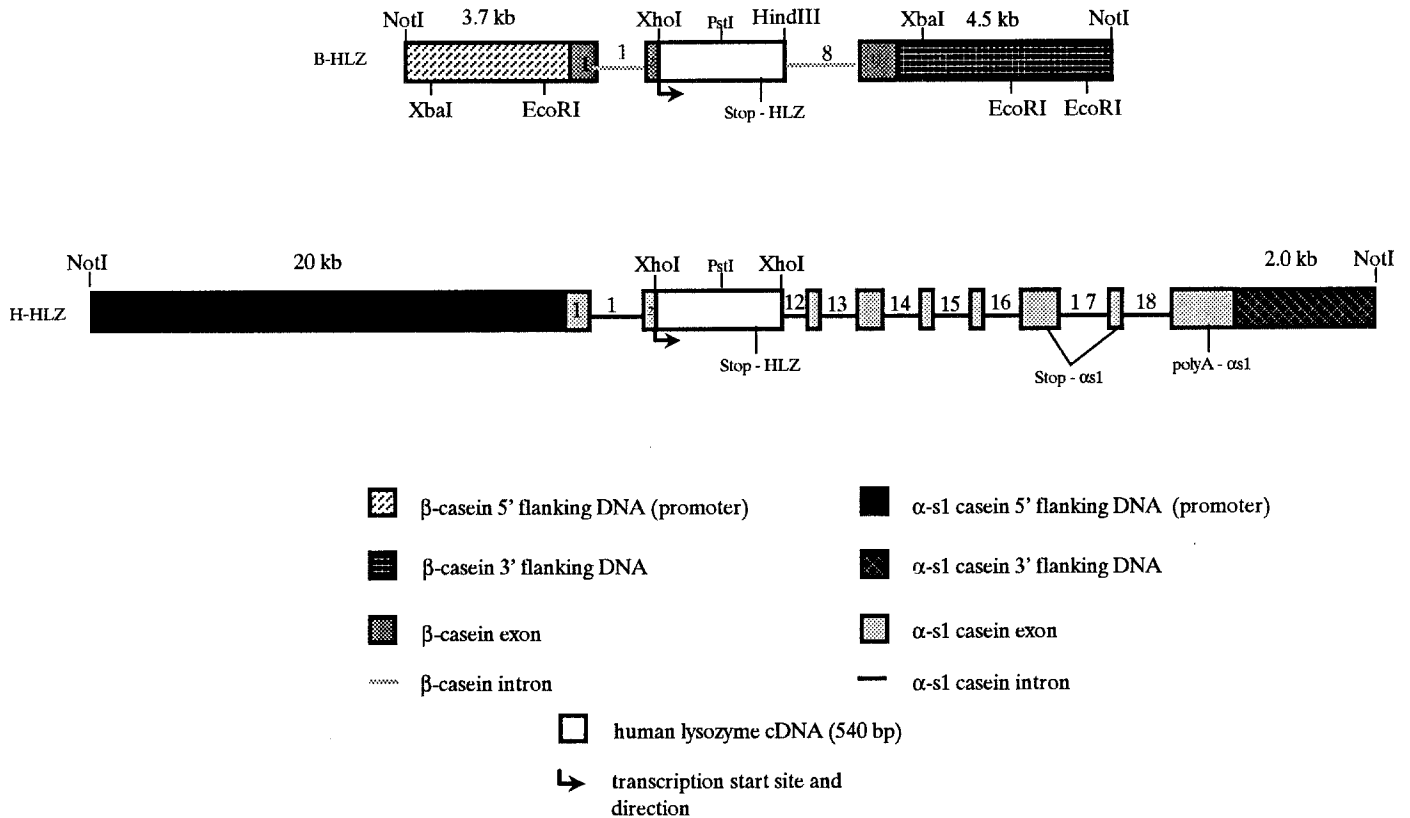 NotI 3.7 kb XhoI PstI HindIII XbaI 4.5 kb NotI
B-HLZ 1 8
XbaI EcoRI Stop - HLZ EcoRI EcoRI
NotI 20 kb XhoI PstI XhoI 2.0 kb NotI
H-HLZ 1 1 2 12 13 14 15 16 17 18
Stop - HLZ Stop - αs1 polyA - αs1
β-casein 5' flanking DNA (promoter)
α-s1 casein 5' flanking DNA (promoter)
β-casein 3' flanking DNA
α-s1 casein 3' flanking DNA
β-casein exon
α-s1 casein exon
β-casein intron
α-s1 casein intron
human lysozyme cDNA (540 bp)
transcription start site and
direction